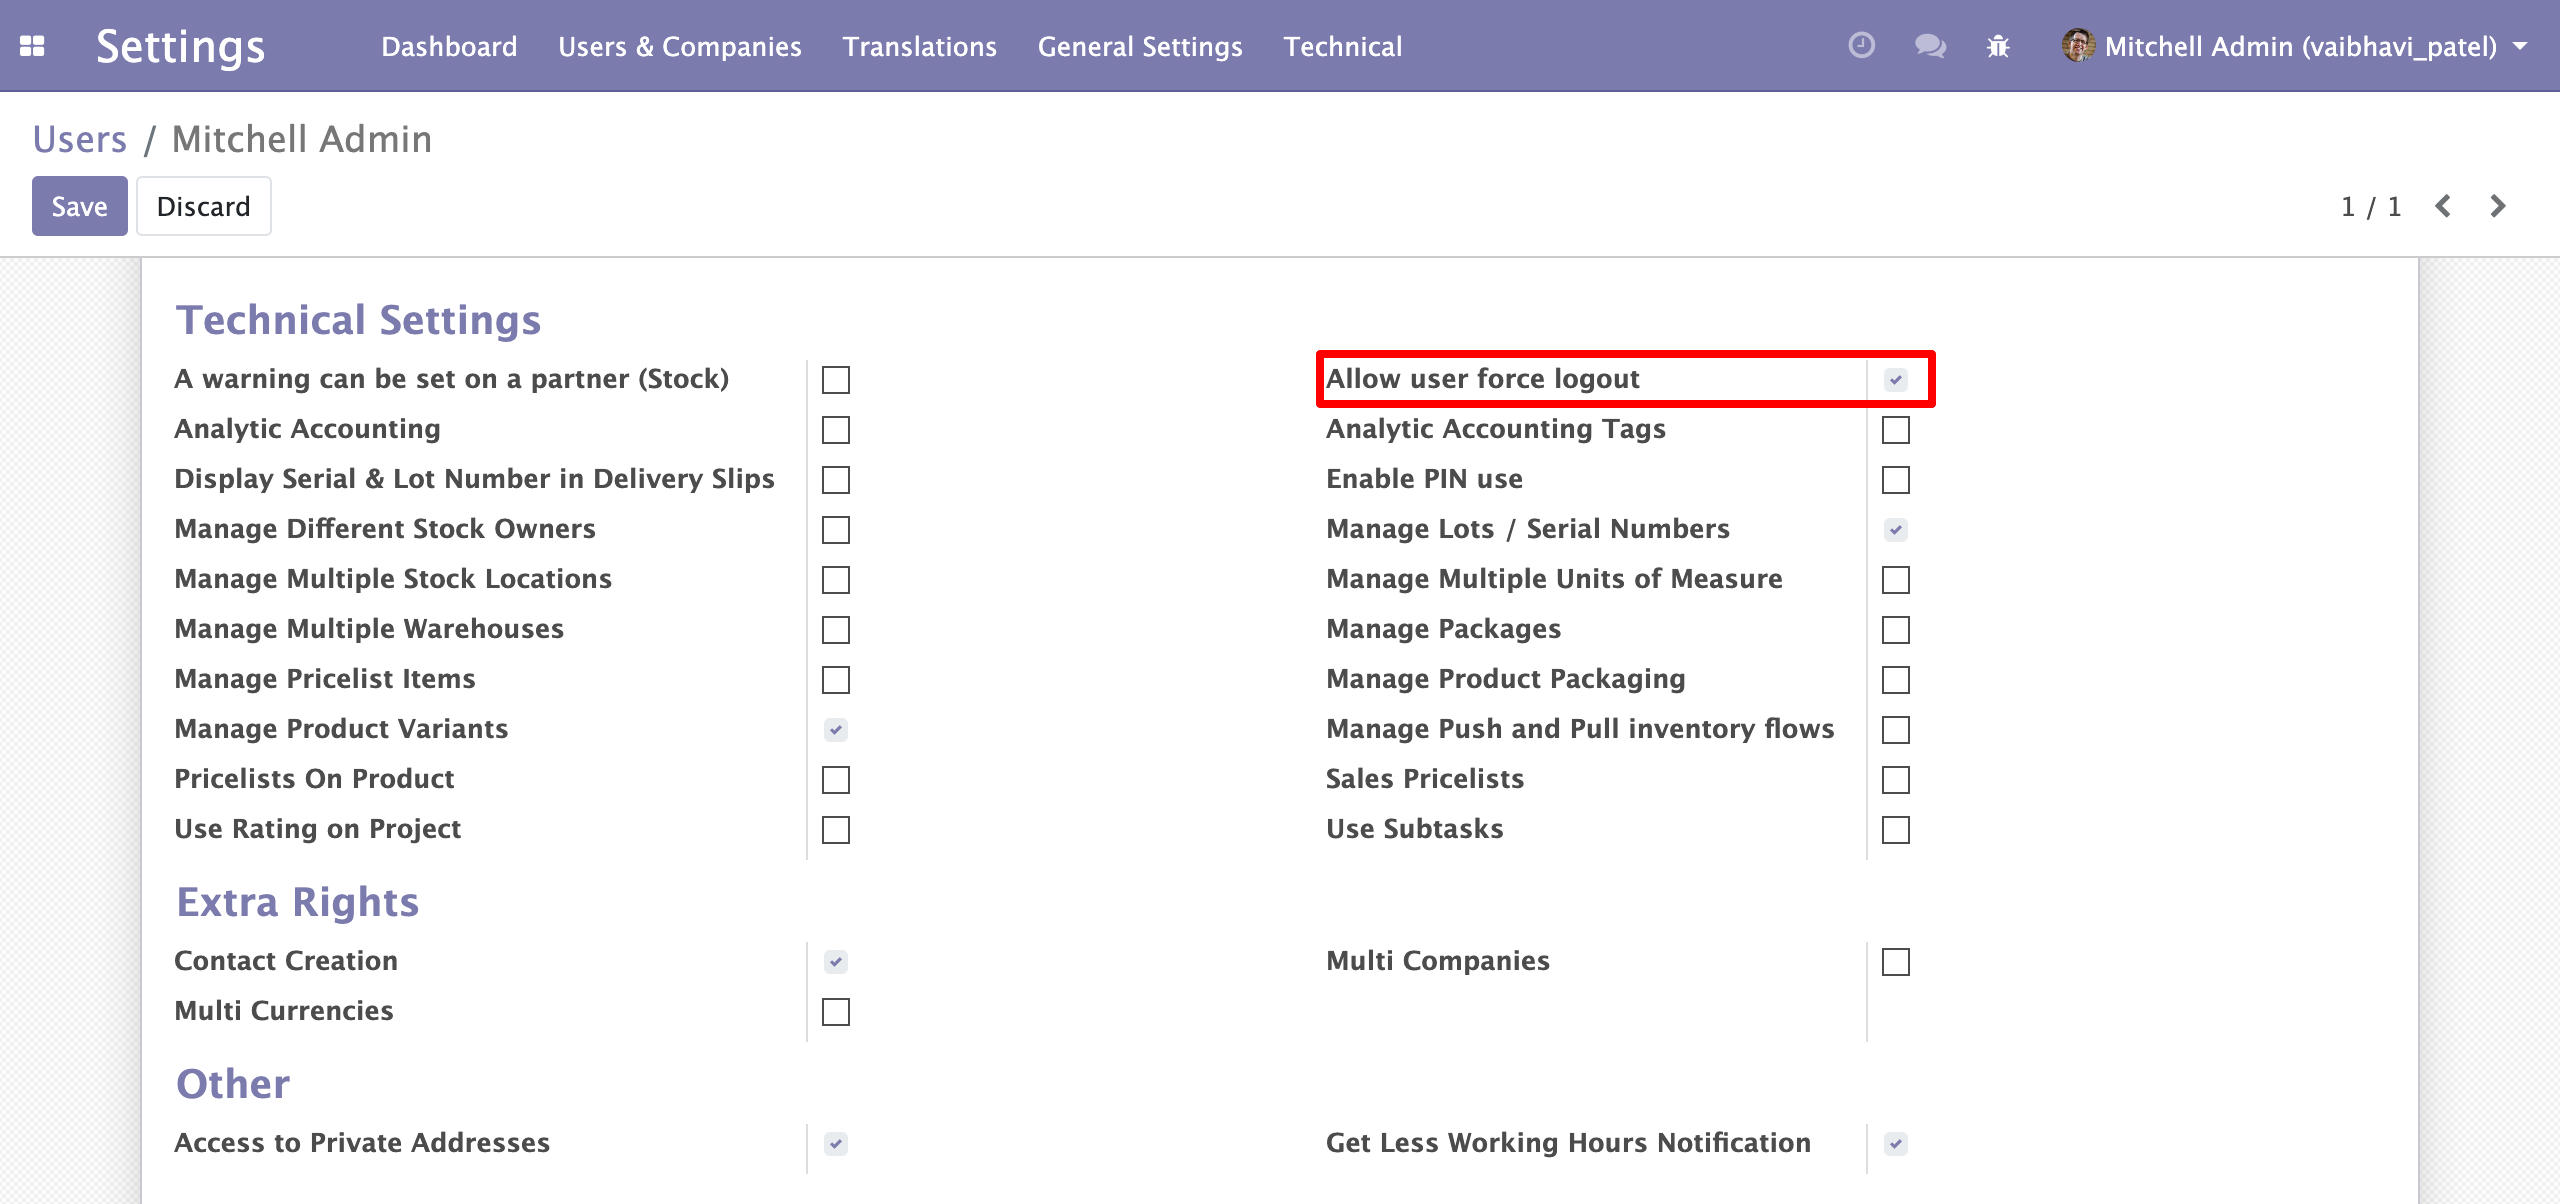 Settings Dashboard Users & Companies Translations General Settings Technical Mitchell Admin (vaibhavi_patel)
Users / Mitchell Admin
Save Discard 1 / 1
Technical Settings
A warning can be set on a partner (Stock) Allow user force logout
Analytic Accounting Analytic Accounting Tags
Display Serial & Lot Number in Delivery Slips Enable PIN use
Manage Different Stock Owners Manage Lots / Serial Numbers
Manage Multiple Stock Locations Manage Multiple Units of Measure
Manage Multiple Warehouses Manage Packages
Manage Pricelist Items Manage Product Packaging
Manage Product Variants Manage Push and Pull inventory flows
Pricelists On Product Sales Pricelists
Use Rating on Project Use Subtasks
Extra Rights
Contact Creation Multi Companies
Multi Currencies
Other
Access to Private Addresses Get Less Working Hours Notification